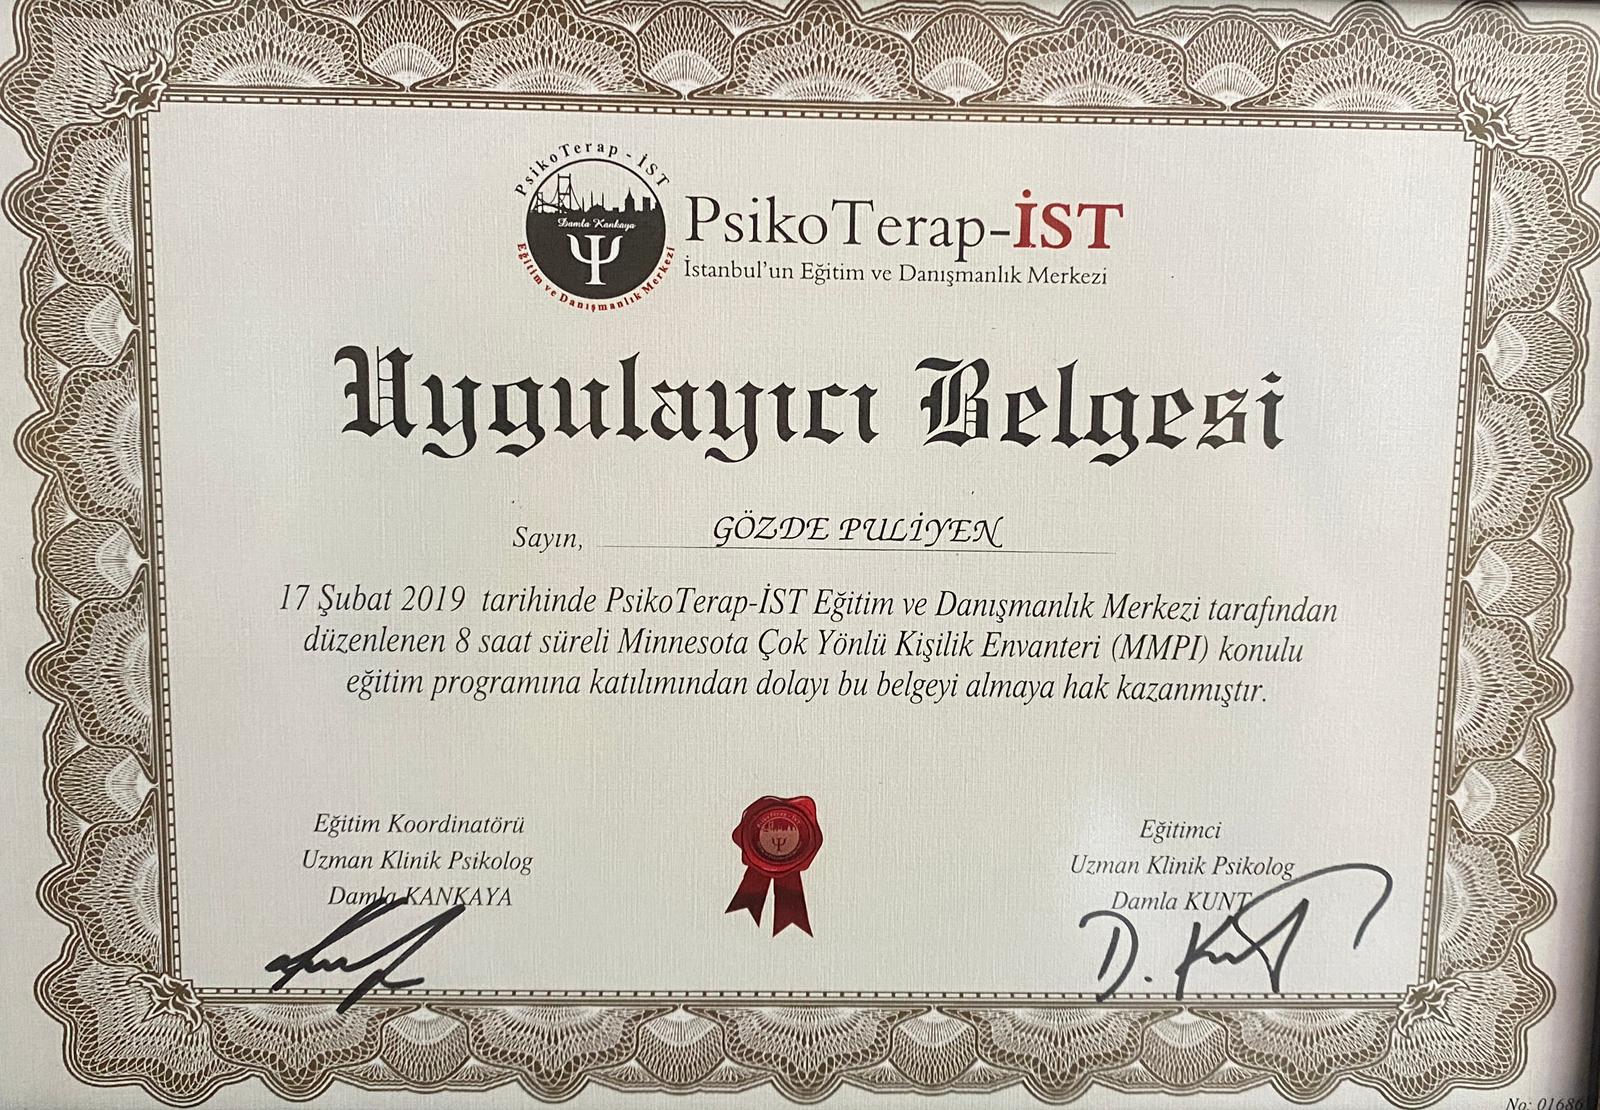 PsikoTerap - İST
Damla Kankaya
Eğitim ve Danışmanlık Merkezi
PsikoTerap-İST
İstanbul'un Eğitim ve Danışmanlık Merkezi
Uygulayıcı Belgesi
Sayın, GÖZDE PULİYEN
17 Şubat 2019 tarihinde PsikoTerap-İST Eğitim ve Danışmanlık Merkezi tarafından
düzenlenen 8 saat süreli Minnesota Çok Yönlü Kişilik Envanteri (MMPI) konulu
eğitim programına katılımından dolayı bu belgeyi almaya hak kazanmıştır.
Eğitim Koordinatörü
Uzman Klinik Psikolog
Damla KANKAYA
Eğitimci
Uzman Klinik Psikolog
Damla KUNT
D. Kunt
No: